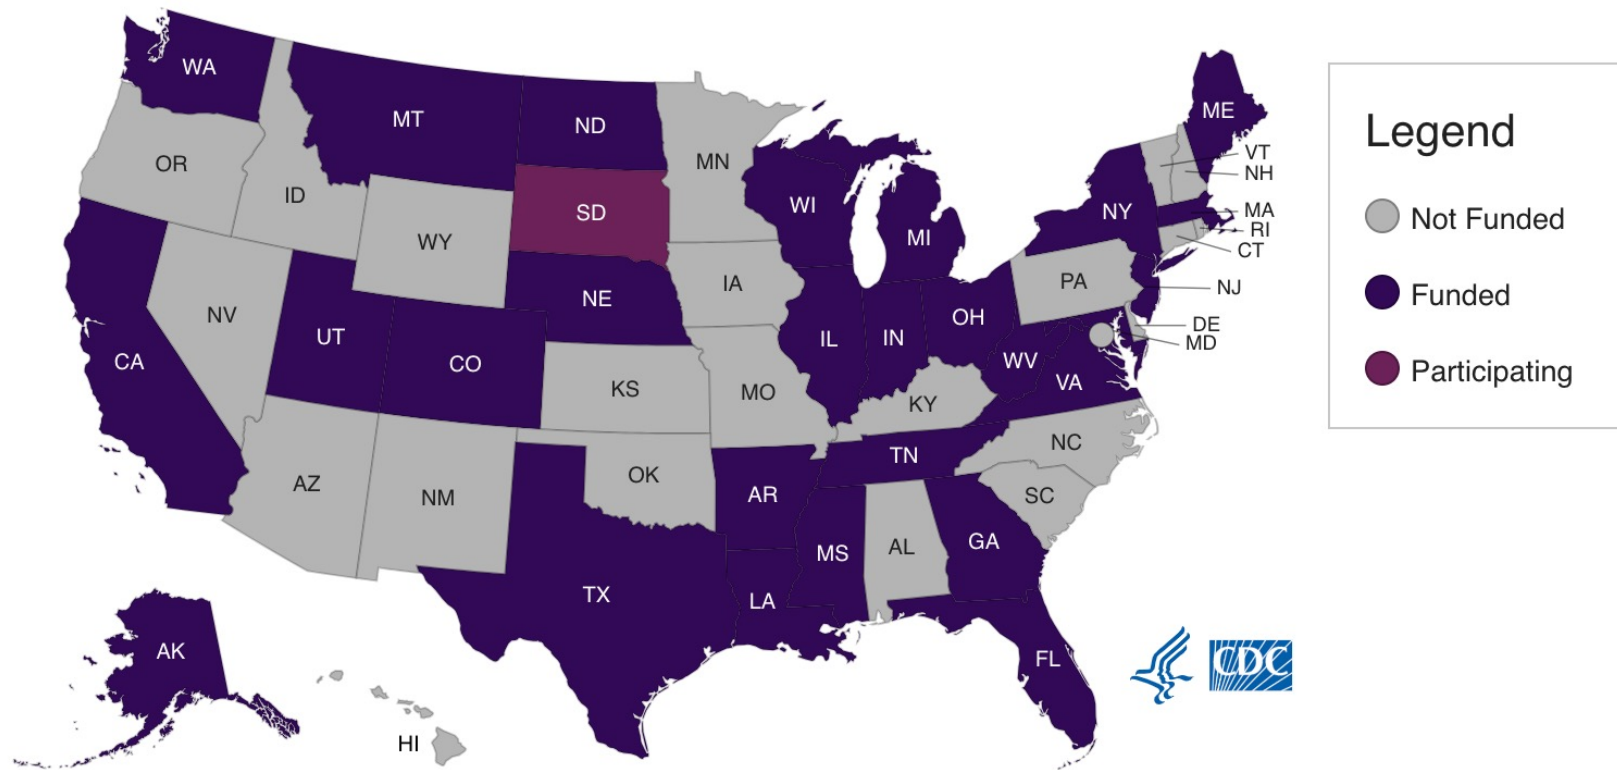 WA
MT
ND
MN
ME
VT
NH
OR
ID
SD
WI
NY
MA
RI
CT
WY
MI
IA
PA
NJ
NE
NV
UT
CO
IL
IN
OH
DE
MD
CA
WV
VA
KS
MO
KY
NC
TN
AZ
NM
OK
AR
SC
MS
AL
GA
TX
LA
AK
FL
HI
CDC
Legend
Not Funded
Funded
Participating